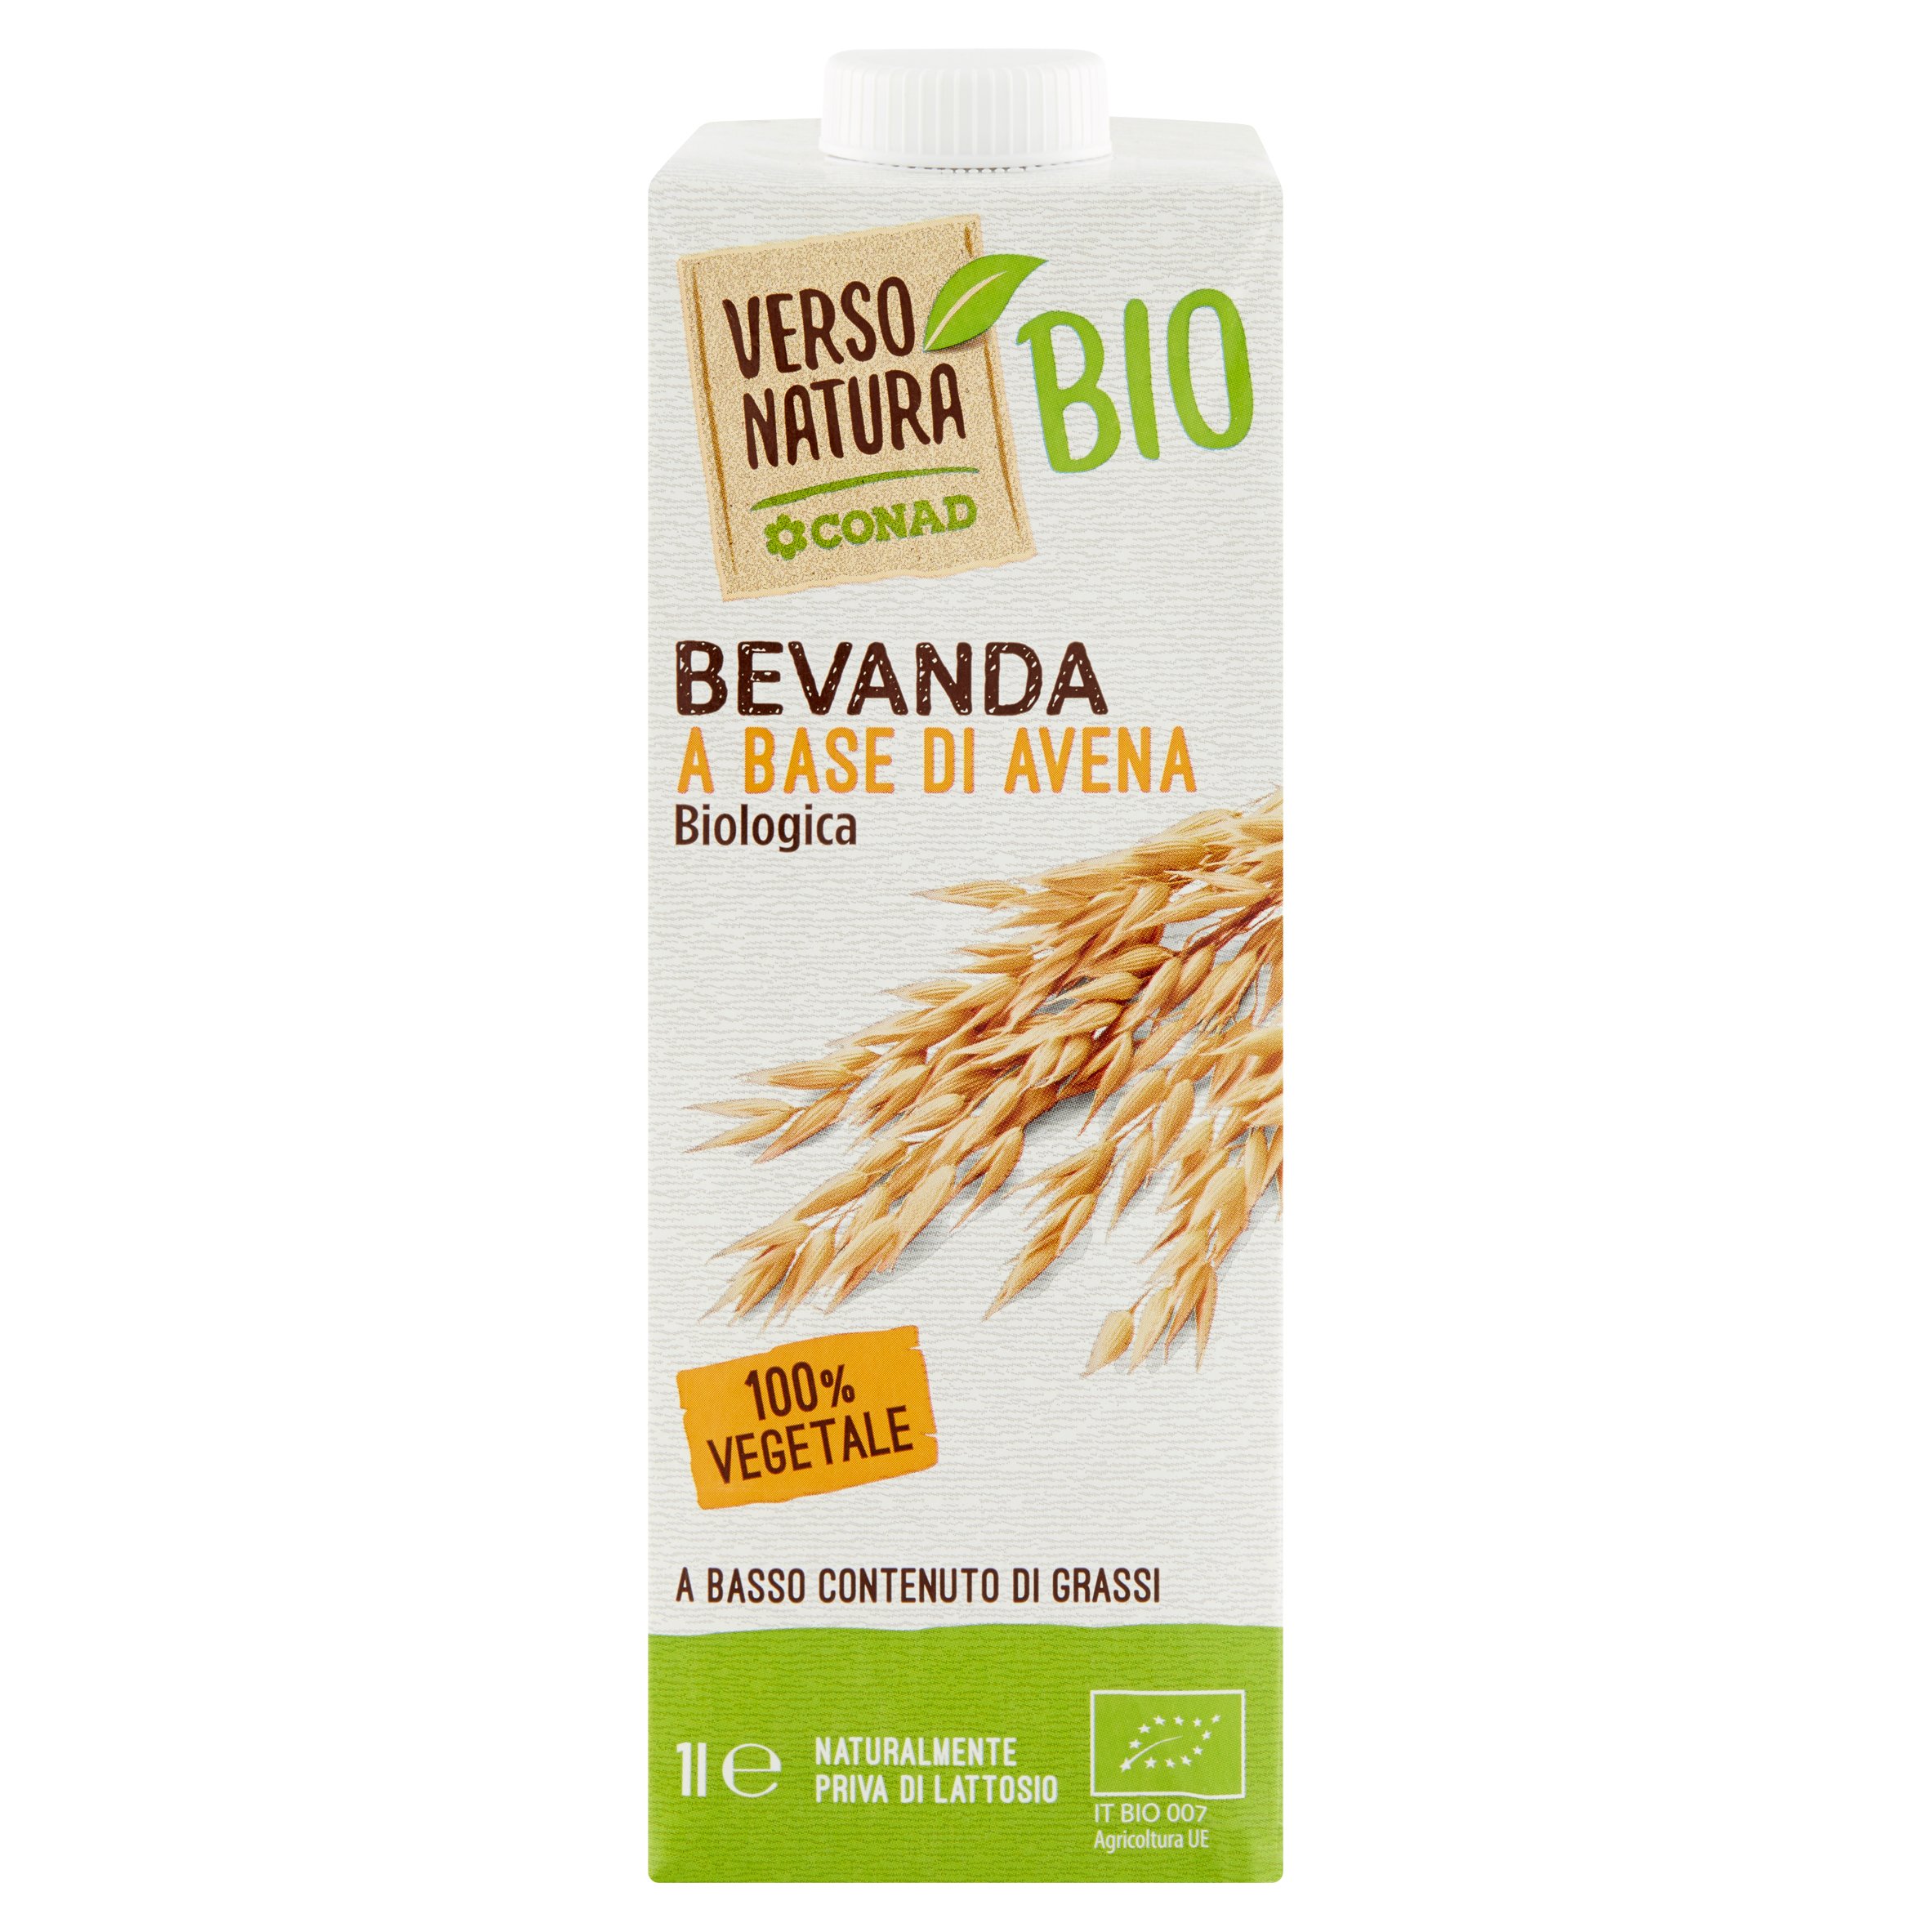 VERSO
NATURA
CONAD
BIO
BEVANDA
A BASE DI AVENA
Biologica
100%
VEGETALE
A BASSO CONTENUTO DI GRASSI
1l e
NATURALMENTE
PRIVA DI LATTOSIO
IT BIO 007
Agricoltura UE